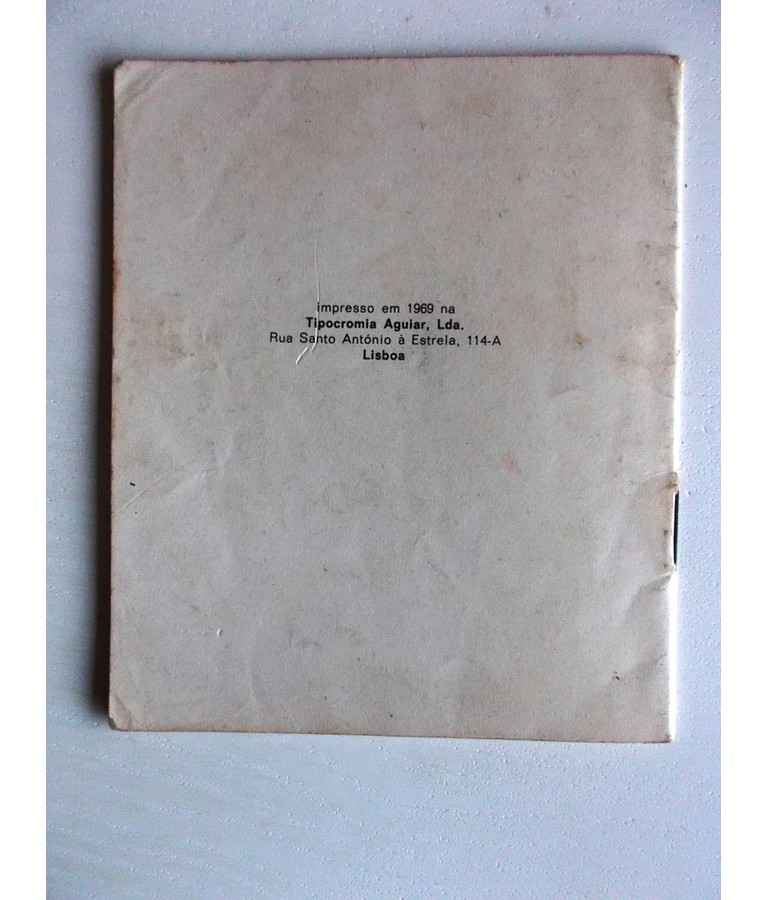 impresso em 1969 na
Tipocromia Aguiar, Lda.
Rua Santo António à Estrela, 114-A
Lisboa